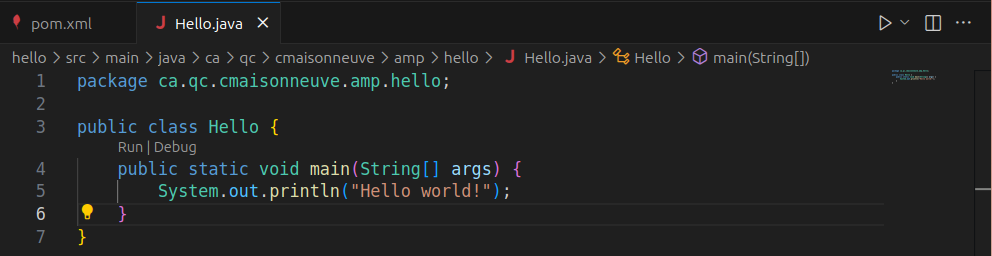 pom.xml Hello.java
hello > src > main > java > ca > qc > cmaisonneuve > amp > hello > Hello.java > Hello > main(String[])
1 package ca.qc.cmaisonneuve.amp.hello;
2
3 public class Hello {
Run | Debug
4 public static void main(String[] args) {
5 System.out.println("Hello world!");
6 }
7 }